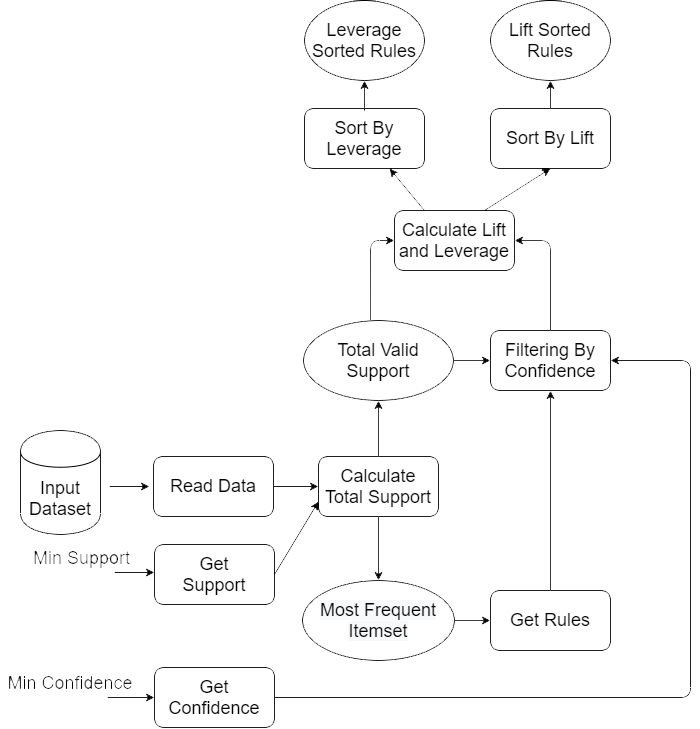 Leverage
Sorted Rules
Lift Sorted
Rules
Sort By
Leverage
Sort By Lift
Calculate Lift
and Leverage
Total Valid
Support
Filtering By
Confidence
Input
Dataset
Read Data
Calculate
Total Support
Min Support
Get
Support
Most Frequent
Itemset
Get Rules
Min Confidence
Get
Confidence